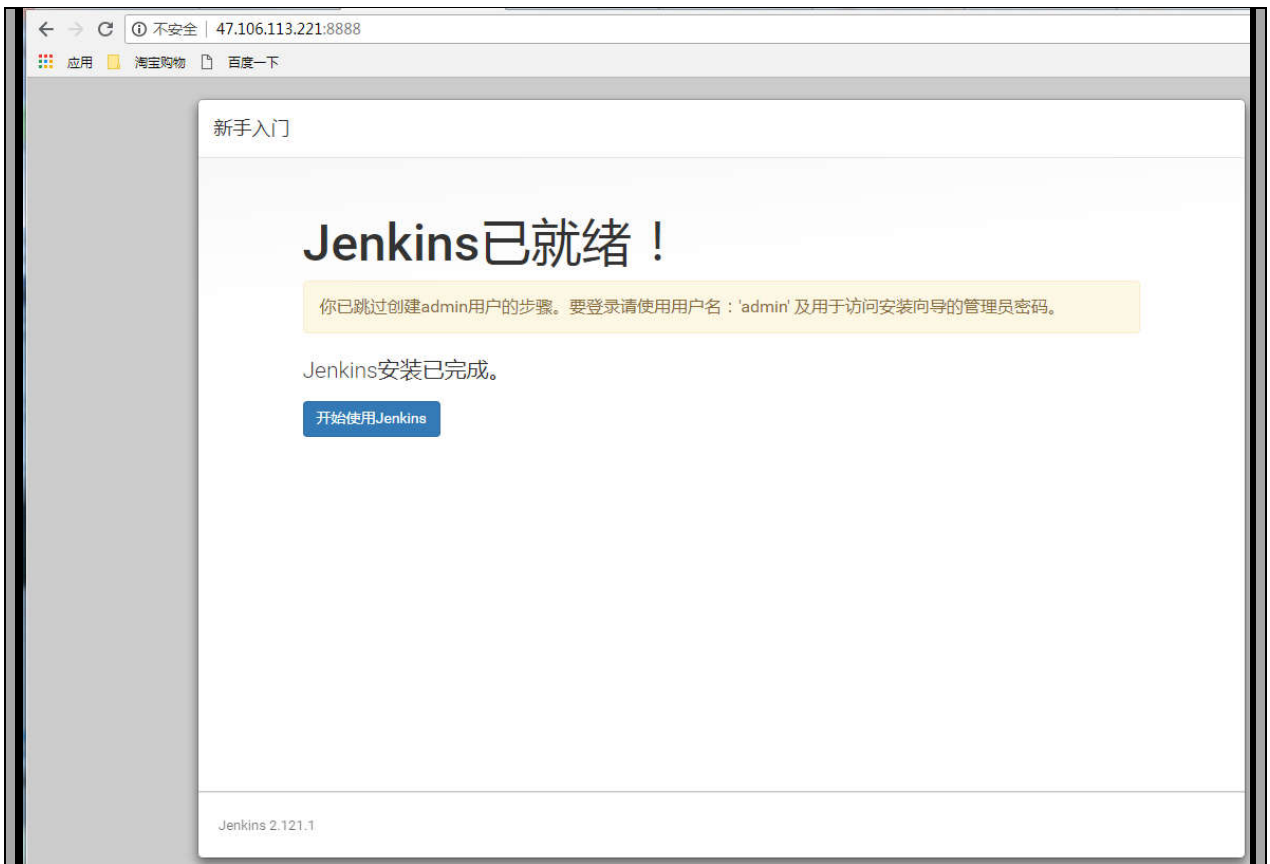 不安全 | 47.106.113.221:8888
应用 淘宝购物 百度一下
新手入门
Jenkins已就绪！
你已跳过创建admin用户的步骤。要登录请使用用户名：'admin' 及用于访问安装向导的管理员密码。
Jenkins安装已完成。
开始使用Jenkins
Jenkins 2.121.1